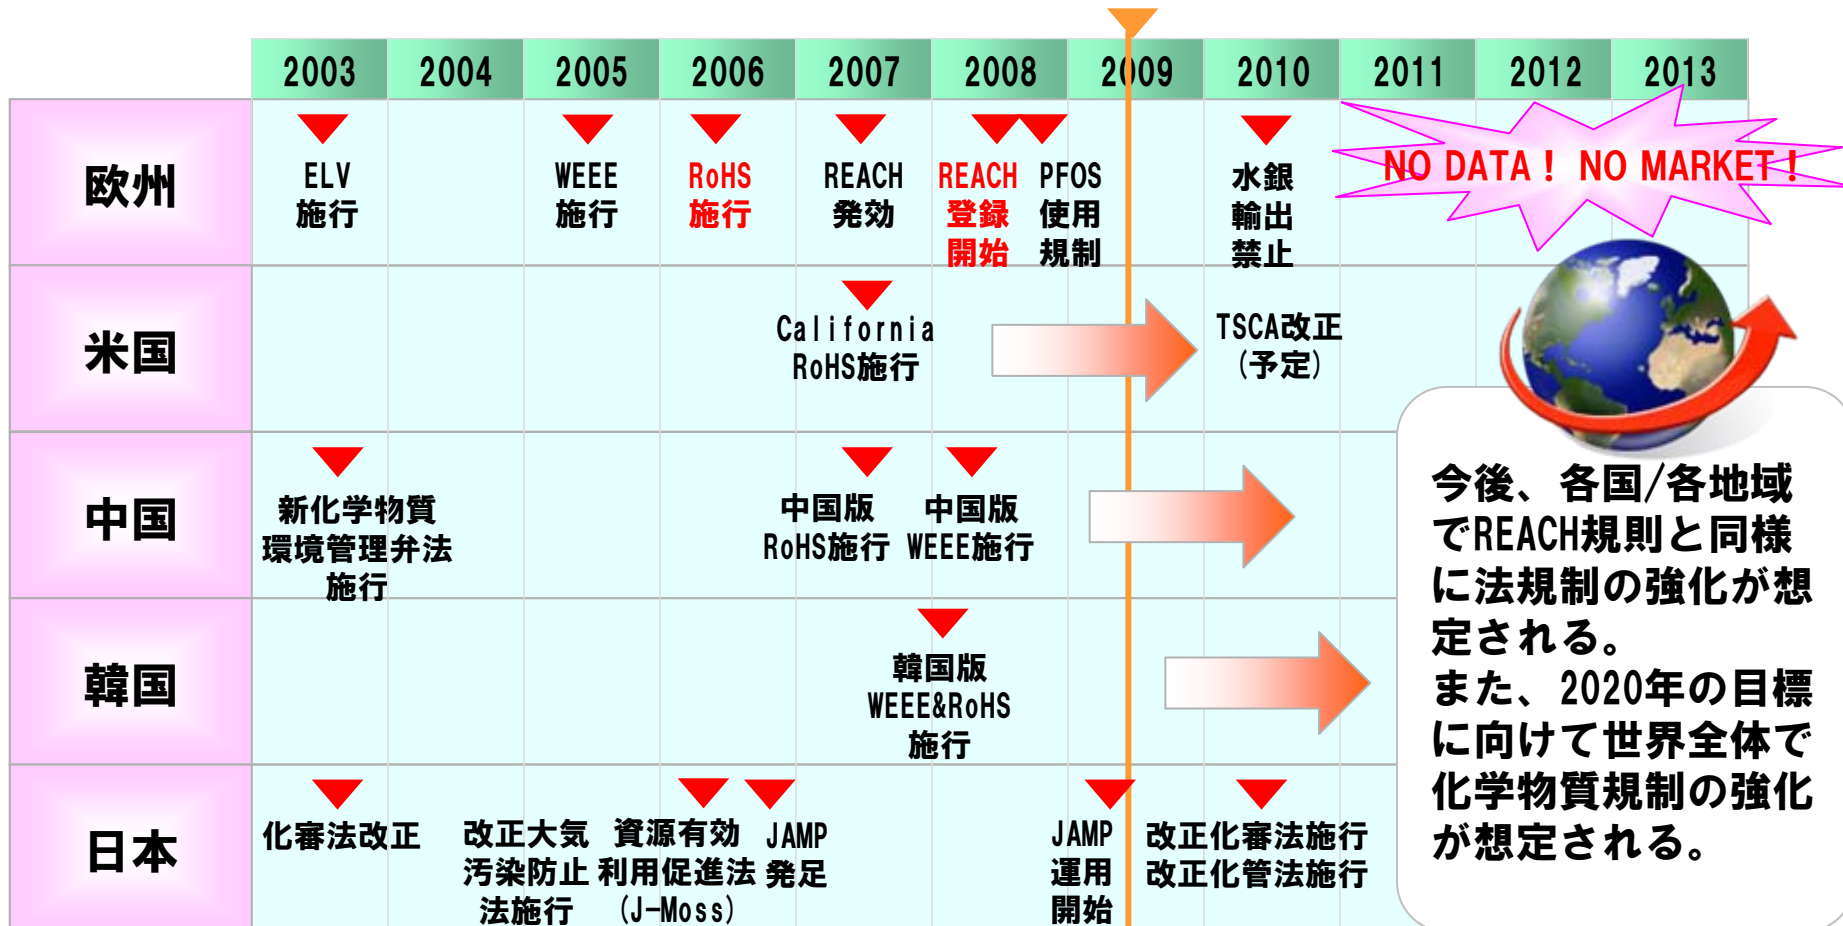 2003 2004 2005 2006 2007 2008 2009 2010 2011 2012 2013
欧州
ELV
施行
WEEE
施行
RoHS
施行
REACH
発効
REACH
登録
開始
PFOS
使用
規制
水銀
輸出
禁止
NO DATA! NO MARKET!
米国
California
RoHS施行
TSCA改正
(予定)
中国
新化学物質
環境管理弁法
施行
中国版
RoHS施行
中国版
WEEE施行
韓国
韓国版
WEEE&RoHS
施行
日本
化審法改正
改正大気
汚染防止
法施行
資源有効
利用促進法
(J-Moss)
JAMP
発足
JAMP
運用
開始
改正化審法施行
改正化管法施行
今後、各国/各地域
でREACH規則と同様
に法規制の強化が想
定される。
また、2020年の目標
に向けて世界全体で
化学物質規制の強化
が想定される。